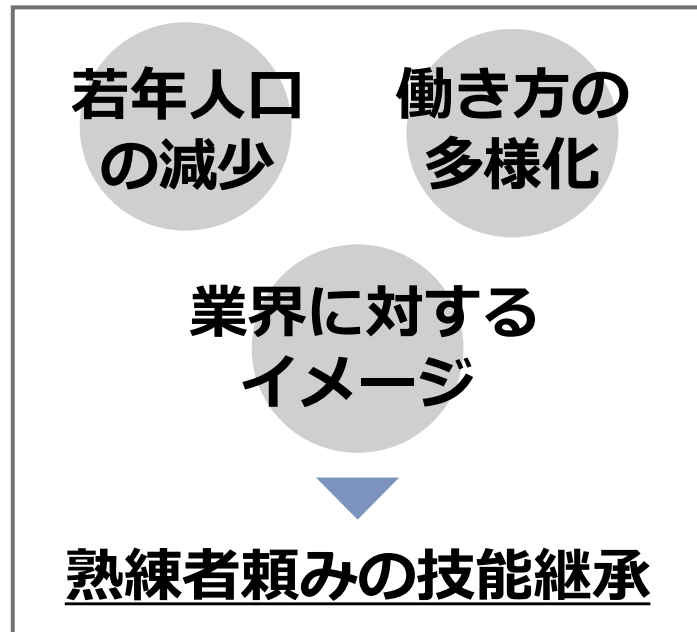 若年人口
の減少
働き方の
多様化
業界に対する
イメージ
熟練者頼みの技能継承